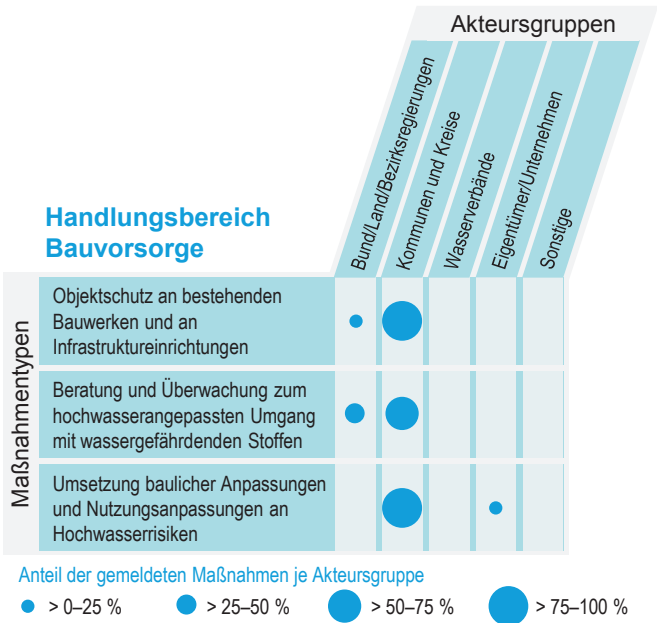 Akteursgruppen
Bund/Land/Bezirksregierungen
Kommunen und Kreise
Wasserverbände
Eigentümer/Unternehmen
Sonstige
Handlungsbereich
Bauvorsorge
Maßnahmentypen
Objektschutz an bestehenden
Bauwerken und an
Infrastruktureinrichtungen
Beratung und Überwachung zum
hochwasserangepassten Umgang
mit wassergefährdenden Stoffen
Umsetzung baulicher Anpassungen
und Nutzungsanpassungen an
Hochwasserrisiken
Anteil der gemeldeten Maßnahmen je Akteursgruppe
> 0–25 % > 25–50 % > 50–75 % > 75–100 %